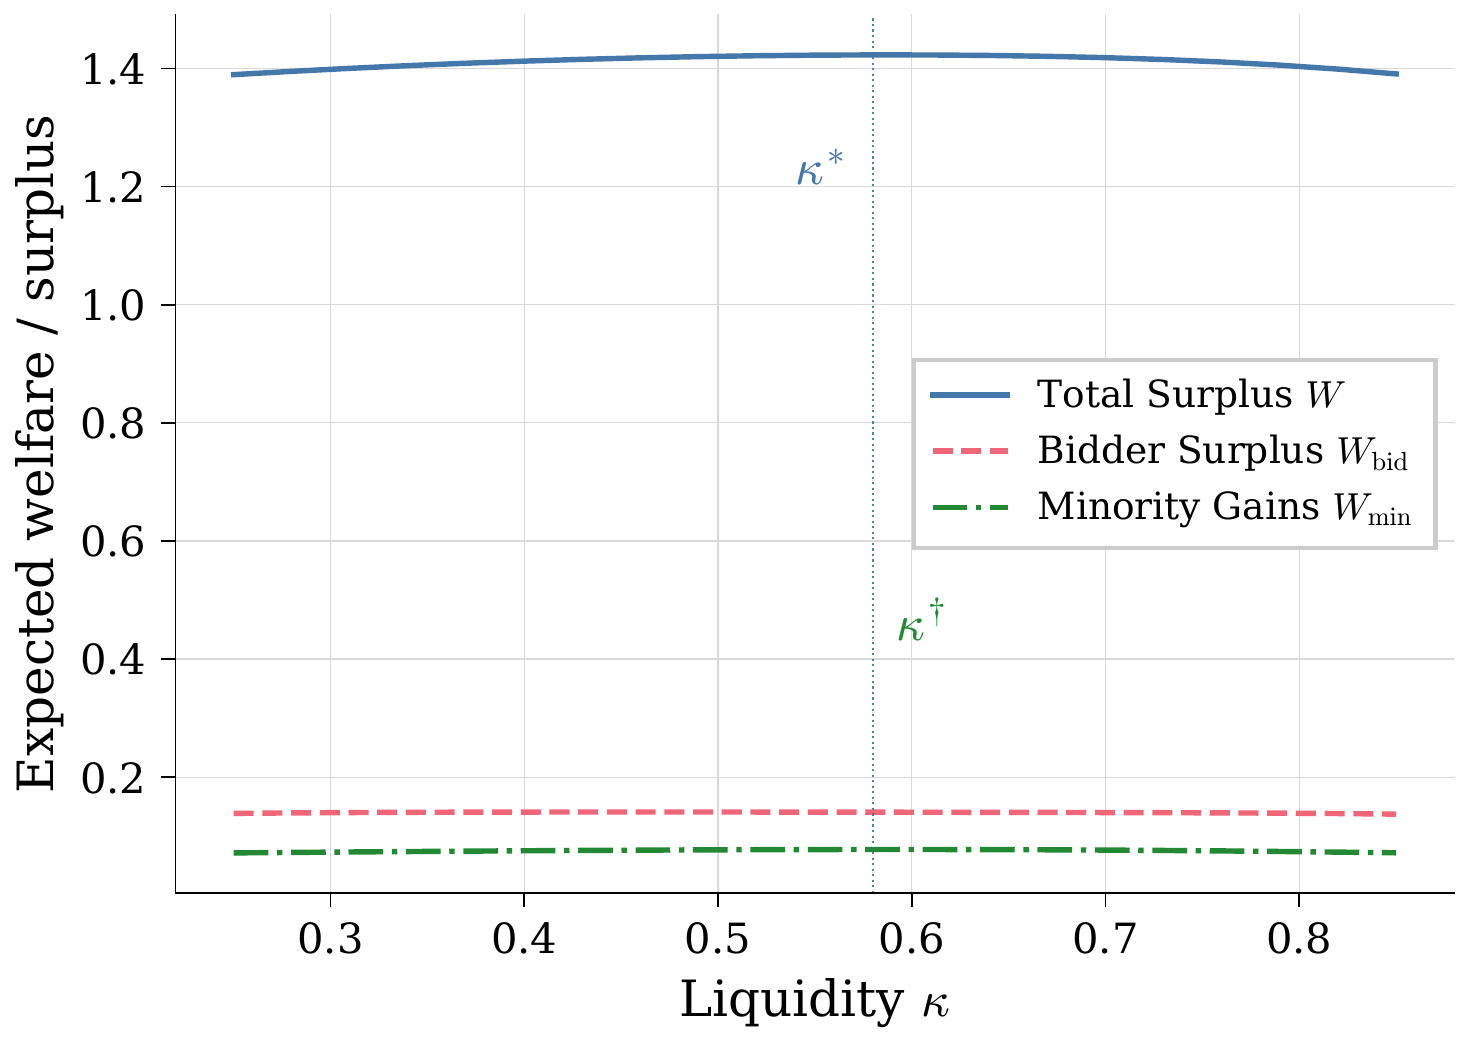 Expected welfare / surplus
1.4
1.2
1.0
0.8
0.6
0.4
0.2
κ*
κ†
Total Surplus W
Bidder Surplus W_bid
Minority Gains W_min
0.3
0.4
0.5
0.6
0.7
0.8
Liquidity κ